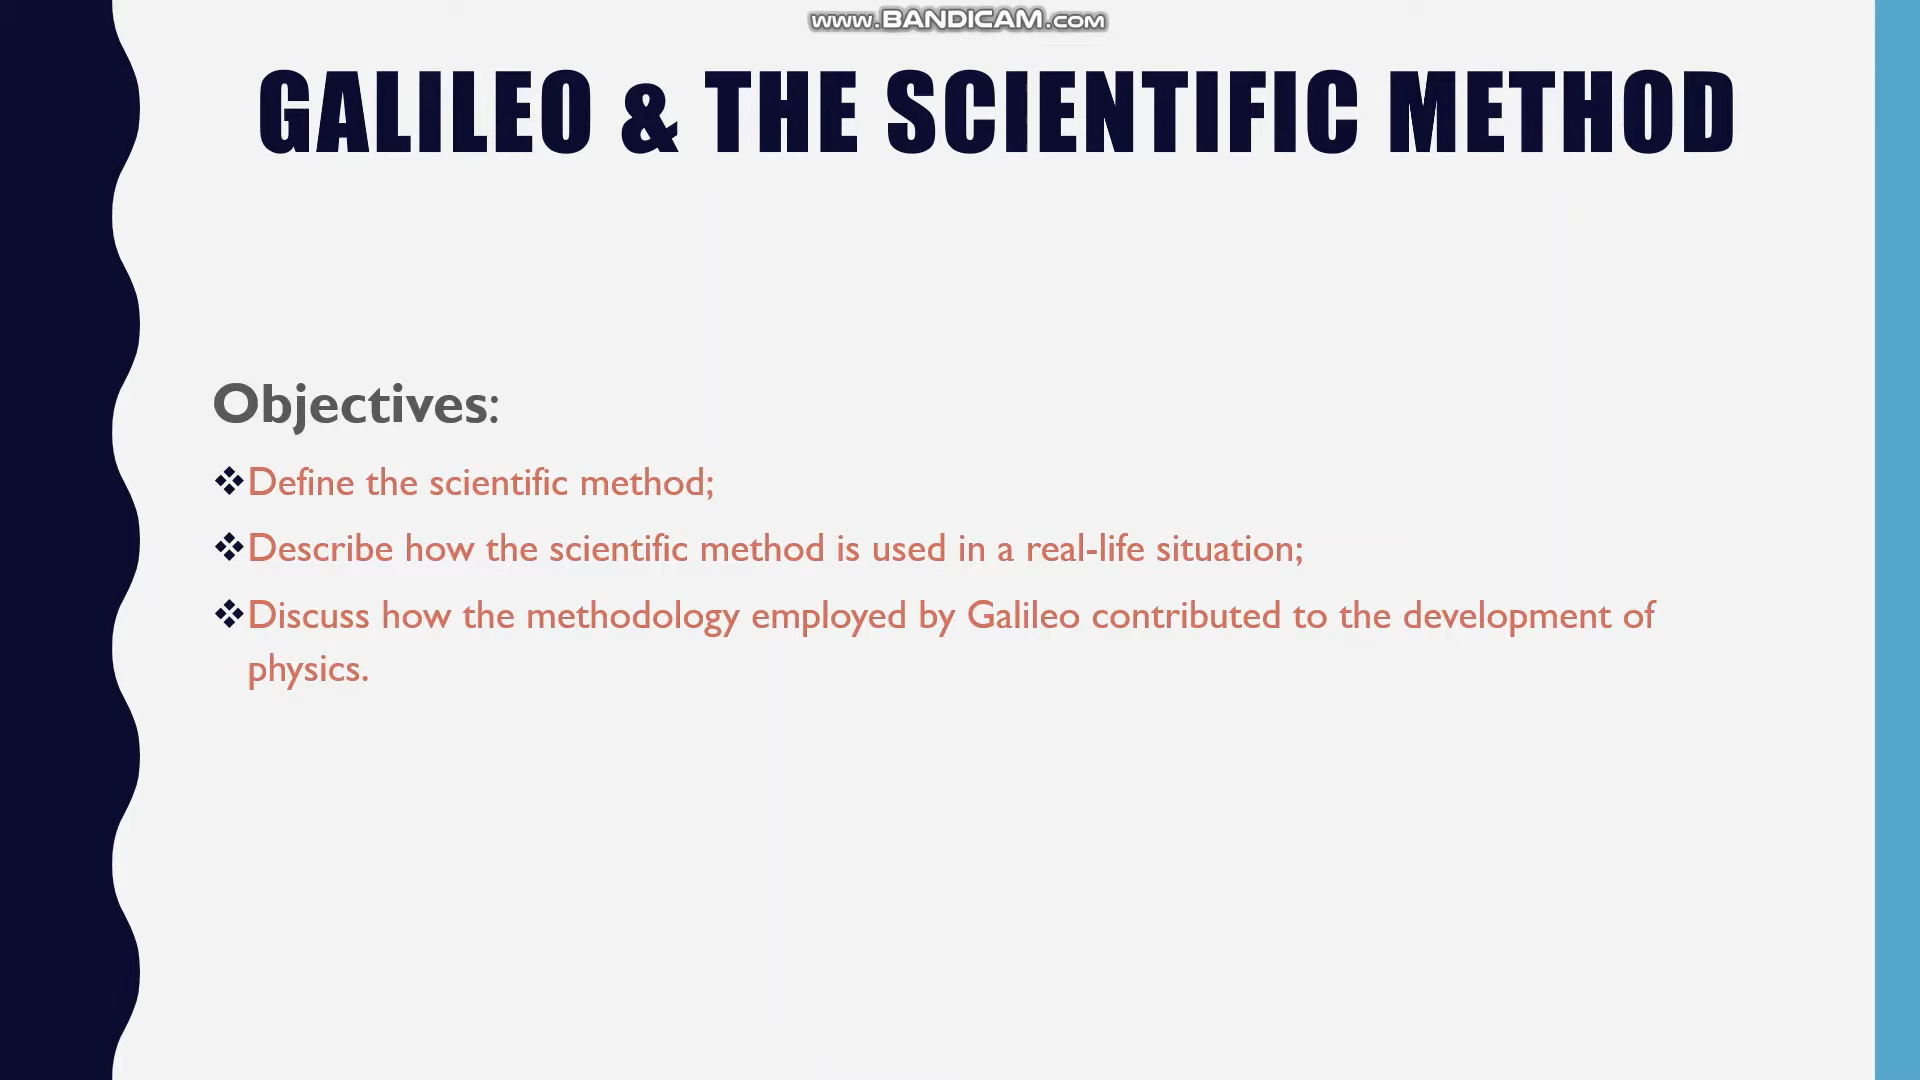 www.BANDICAM.com
GALILEO & THE SCIENTIFIC METHOD
Objectives:
❖Define the scientific method;
❖Describe how the scientific method is used in a real-life situation;
❖Discuss how the methodology employed by Galileo contributed to the development of
physics.